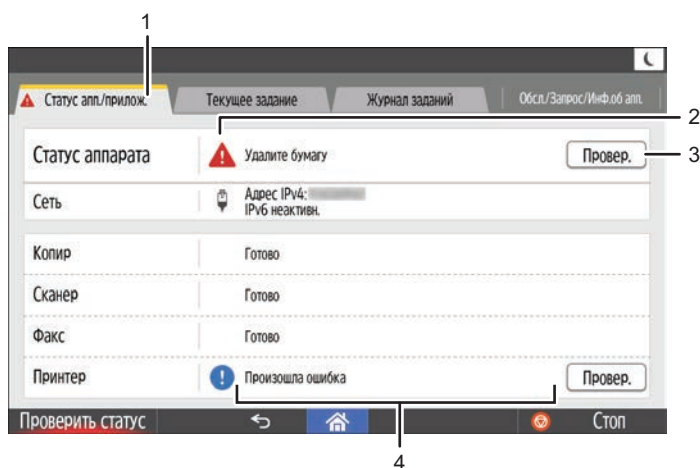 1
Статус апп./прилож.
Текущее задание
Журнал заданий
Обсл./Запрос/Инф.об апп.
2
Статус аппарата
Удалите бумагу
Провер.
3
Сеть
Адрес IPv4:
IPv6 неактивн.
Копир
Готово
Сканер
Готово
Факс
Готово
Принтер
Произошла ошибка
Провер.
Проверить статус
Стоп
4